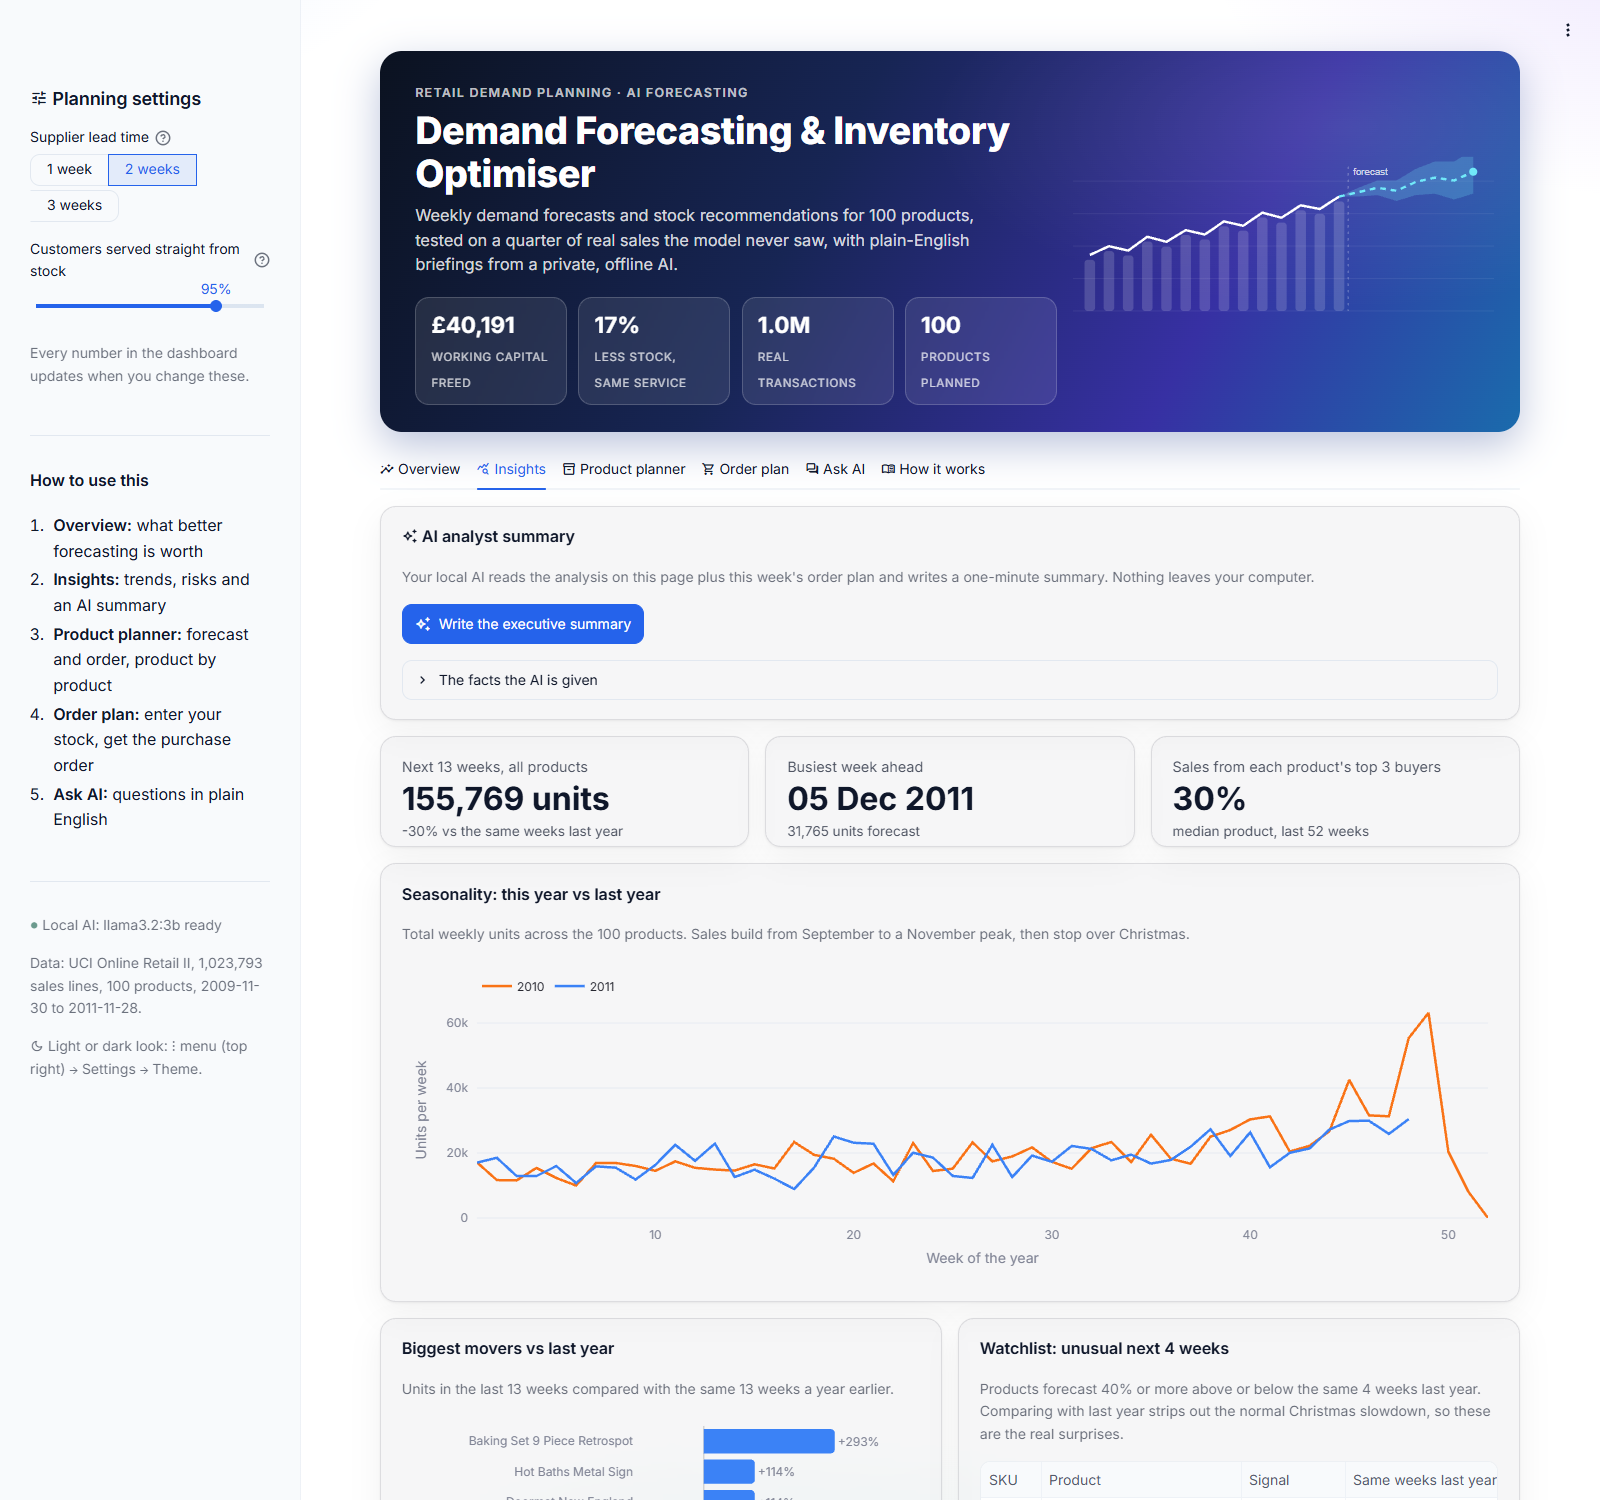 Planning settings
Supplier lead time
1 week
2 weeks
3 weeks
Customers served straight from
stock
95%
Every number in the dashboard
updates when you change these.
How to use this
1. Overview: what better
forecasting is worth
2. Insights: trends, risks and
an AI summary
3. Product planner: forecast
and order, product by
product
4. Order plan: enter your
stock, get the purchase
order
5. Ask AI: questions in plain
English
Local AI: llama3.2:3b ready
Data: UCI Online Retail II, 1,023,793
sales lines, 100 products, 2009-11-
30 to 2011-11-28.
Light or dark look: ⋮ menu (top
right) → Settings → Theme.
RETAIL DEMAND PLANNING · AI FORECASTING
Demand Forecasting & Inventory
Optimiser
Weekly demand forecasts and stock recommendations for 100 products,
tested on a quarter of real sales the model never saw, with plain-English
briefings from a private, offline AI.
forecast
£40,191
WORKING CAPITAL
FREED
17%
LESS STOCK,
SAME SERVICE
1.0M
REAL
TRANSACTIONS
100
PRODUCTS
PLANNED
Overview
Insights
Product planner
Order plan
Ask AI
How it works
AI analyst summary
Your local AI reads the analysis on this page plus this week's order plan and writes a one-minute summary. Nothing leaves your computer.
Write the executive summary
The facts the AI is given
Next 13 weeks, all products
155,769 units
-30% vs the same weeks last year
Busiest week ahead
05 Dec 2011
31,765 units forecast
Sales from each product's top 3 buyers
30%
median product, last 52 weeks
Seasonality: this year vs last year
Total weekly units across the 100 products. Sales build from September to a November peak, then stop over Christmas.
2010
2011
60k
40k
20k
0
Units per week
10
20
30
40
50
Week of the year
Biggest movers vs last year
Units in the last 13 weeks compared with the same 13 weeks a year earlier.
Baking Set 9 Piece Retrospot
+293%
Hot Baths Metal Sign
+114%
Watchlist: unusual next 4 weeks
Products forecast 40% or more above or below the same 4 weeks last year.
Comparing with last year strips out the normal Christmas slowdown, so these
are the real surprises.
SKU
Product
Signal
Same weeks last year